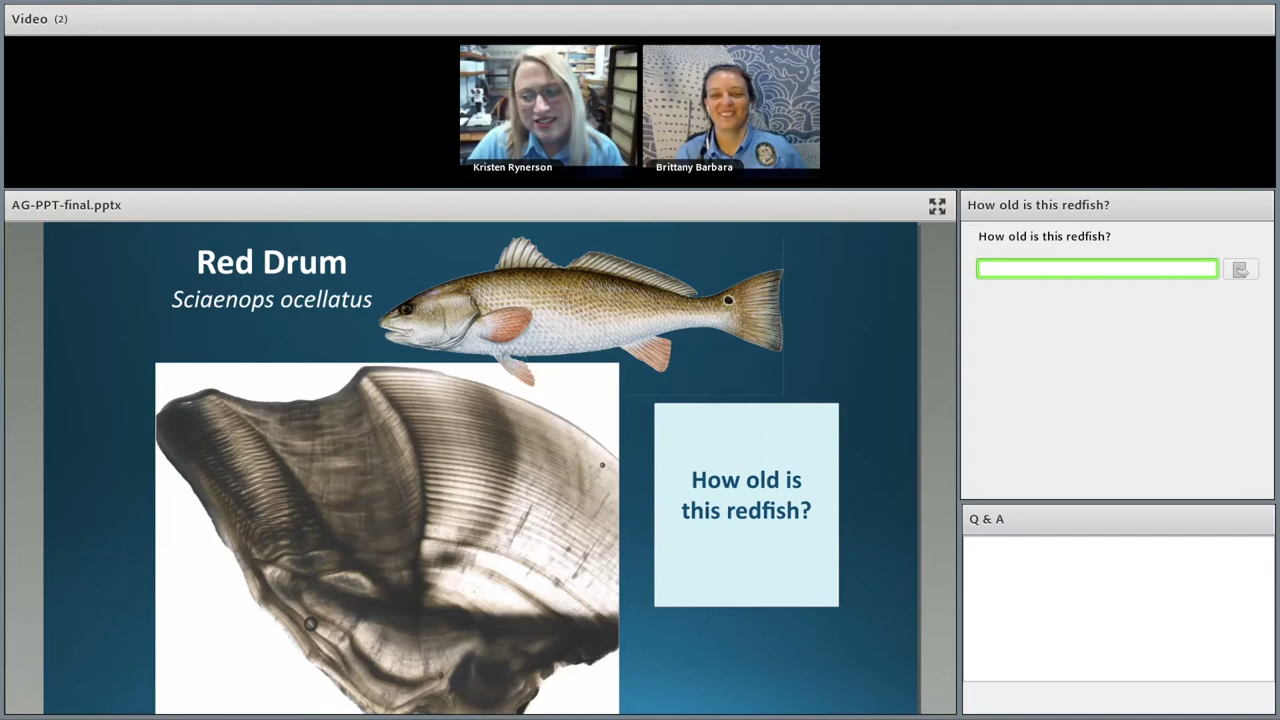 Video (2)
Kristen Rynerson
Brittany Barbara
AG-PPT-final.pptx
Red Drum
Sciaenops ocellatus
How old is
this redfish?
How old is this redfish?
How old is this redfish?
Q & A